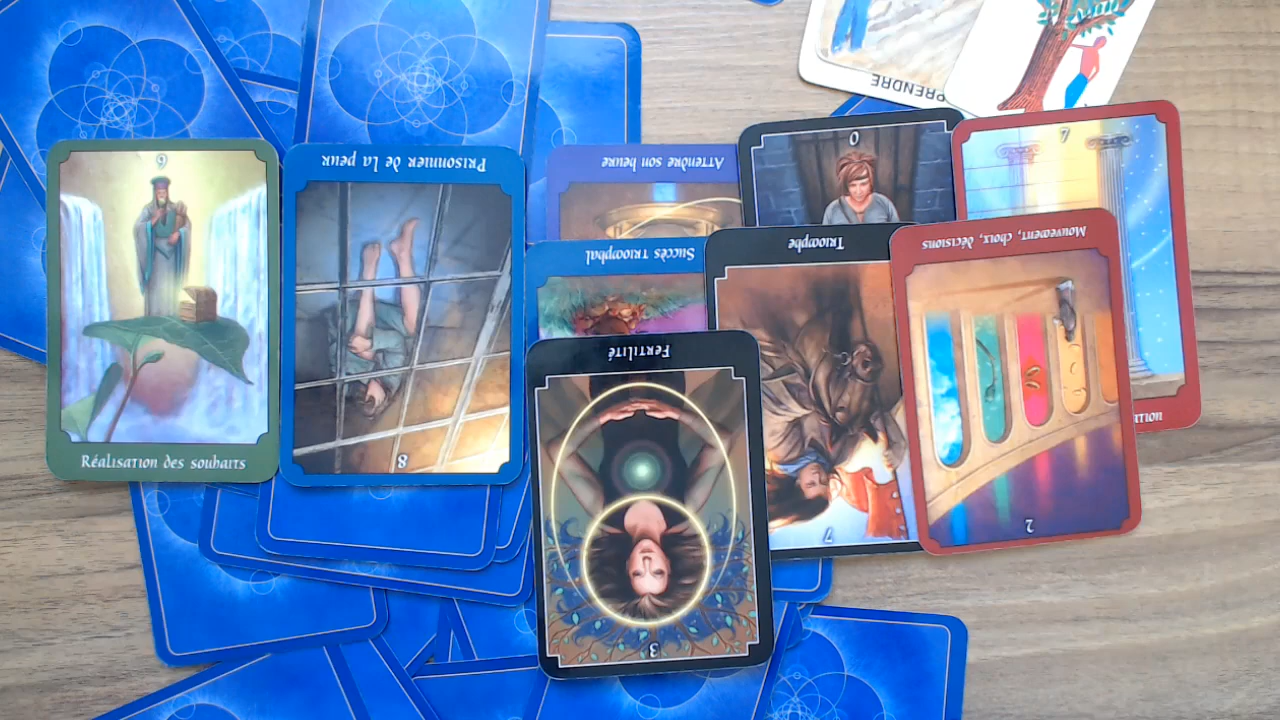 PRENDRE
0
7
6
Prisonnier de la peur
Attendre son heure
Mouvement, choix, décisions
Triomphe
Succès triomphal
Fertilité
Réalisation des souhaits
8
2
7
3